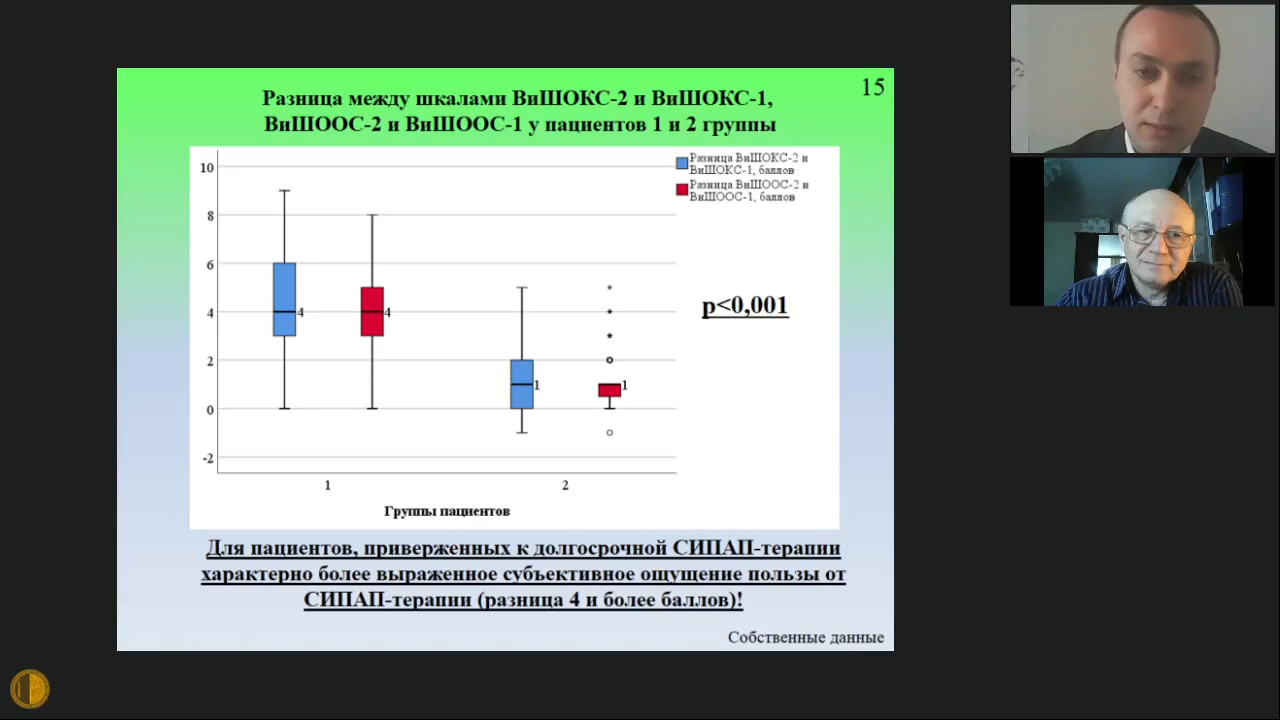 15
Разница между шкалами ВиШОКС-2 и ВиШОКС-1,
ВиШООС-2 и ВиШООС-1 у пациентов 1 и 2 группы
Разница ВиШОКС-2 и
ВиШОКС-1, баллов
Разница ВиШООС-2 и
ВиШООС-1, баллов
10
8
6
4
2
0
-2
4
4
1
1
p<0,001
1
2
Группы пациентов
Для пациентов, приверженных к долгосрочной СИПАП-терапии
характерно более выраженное субъективное ощущение пользы от
СИПАП-терапии (разница 4 и более баллов)!
Собственные данные